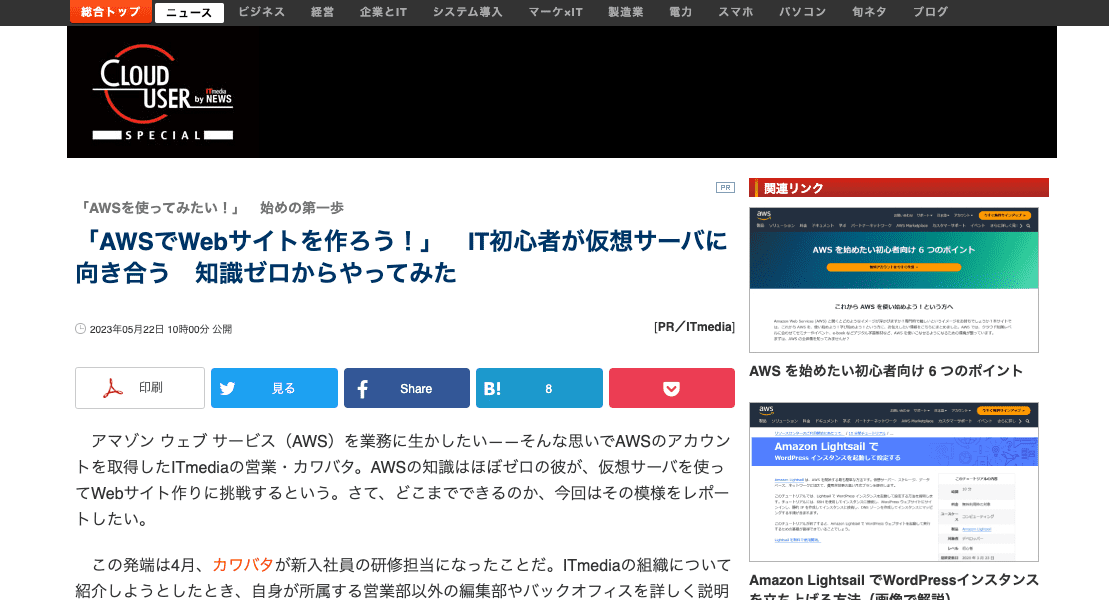 総合トップ ニュース ビジネス 経営 企業とIT システム導入 マーケ×IT 製造業 電力 スマホ パソコン 旬ネタ ブログ
CLOUD
USER by ITmedia NEWS
SPECIAL
PR
「AWSを使ってみたい！」　始めの第一歩
「AWSでWebサイトを作ろう！」　IT初心者が仮想サーバに
向き合う　知識ゼロからやってみた
2023年05月22日 10時00分 公開
[PR／ITmedia]
印刷 見る Share B! 8
アマゾン ウェブ サービス（AWS）を業務に生かしたい――そんな思いでAWSのアカウン
トを取得したITmediaの営業・カワバタ。AWSの知識はほぼゼロの彼が、仮想サーバを使っ
てWebサイト作りに挑戦するという。さて、どこまでできるのか、今回はその模様をレポー
トしたい。
この発端は4月、カワバタが新入社員の研修担当になったことだ。ITmediaの組織について
紹介しようとしたとき、自身が所属する営業部以外の編集部やバックオフィスを詳しく説明
関連リンク
aws
AWS を始めたい初心者向け 6 つのポイント
これから AWS を使い始めよう！という方へ
AWS を始めたい初心者向け 6 つのポイント
aws
Amazon Lightsail で
WordPress インスタンスを起動して設定する
Amazon Lightsail でWordPressインスタンス
を立ち上げる方法（画像で解説）